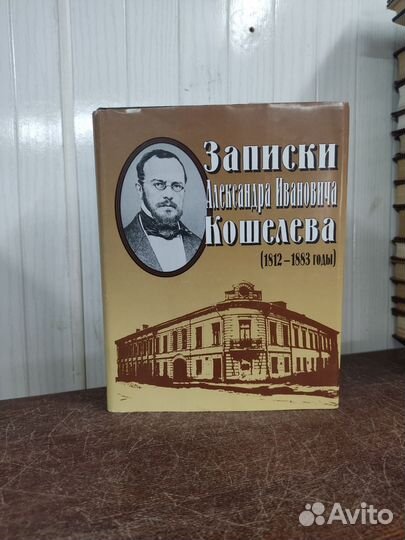 Записки
Александра Ивановича
Кошелева
(1812–1883 годы)
Avito